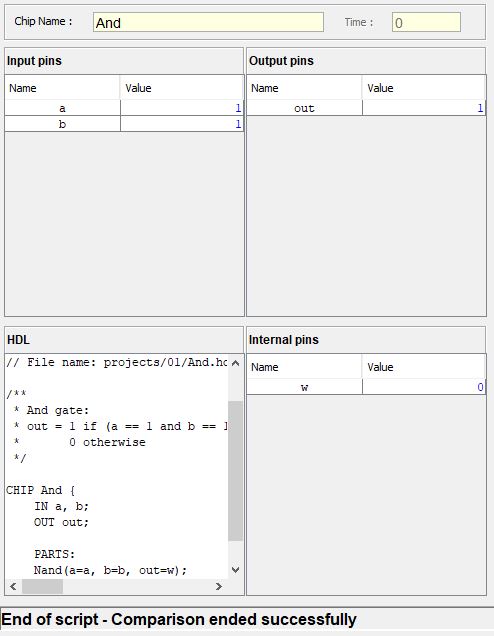 Chip Name : And Time : 0
Input pins
Name Value
a 1
b 1
Output pins
Name Value
out 1
HDL
// File name: projects/01/And.hd
/**
* And gate:
* out = 1 if (a == 1 and b == 1
* 0 otherwise
*/
CHIP And {
IN a, b;
OUT out;
PARTS:
Nand(a=a, b=b, out=w);
Internal pins
Name Value
w 0
End of script - Comparison ended successfully